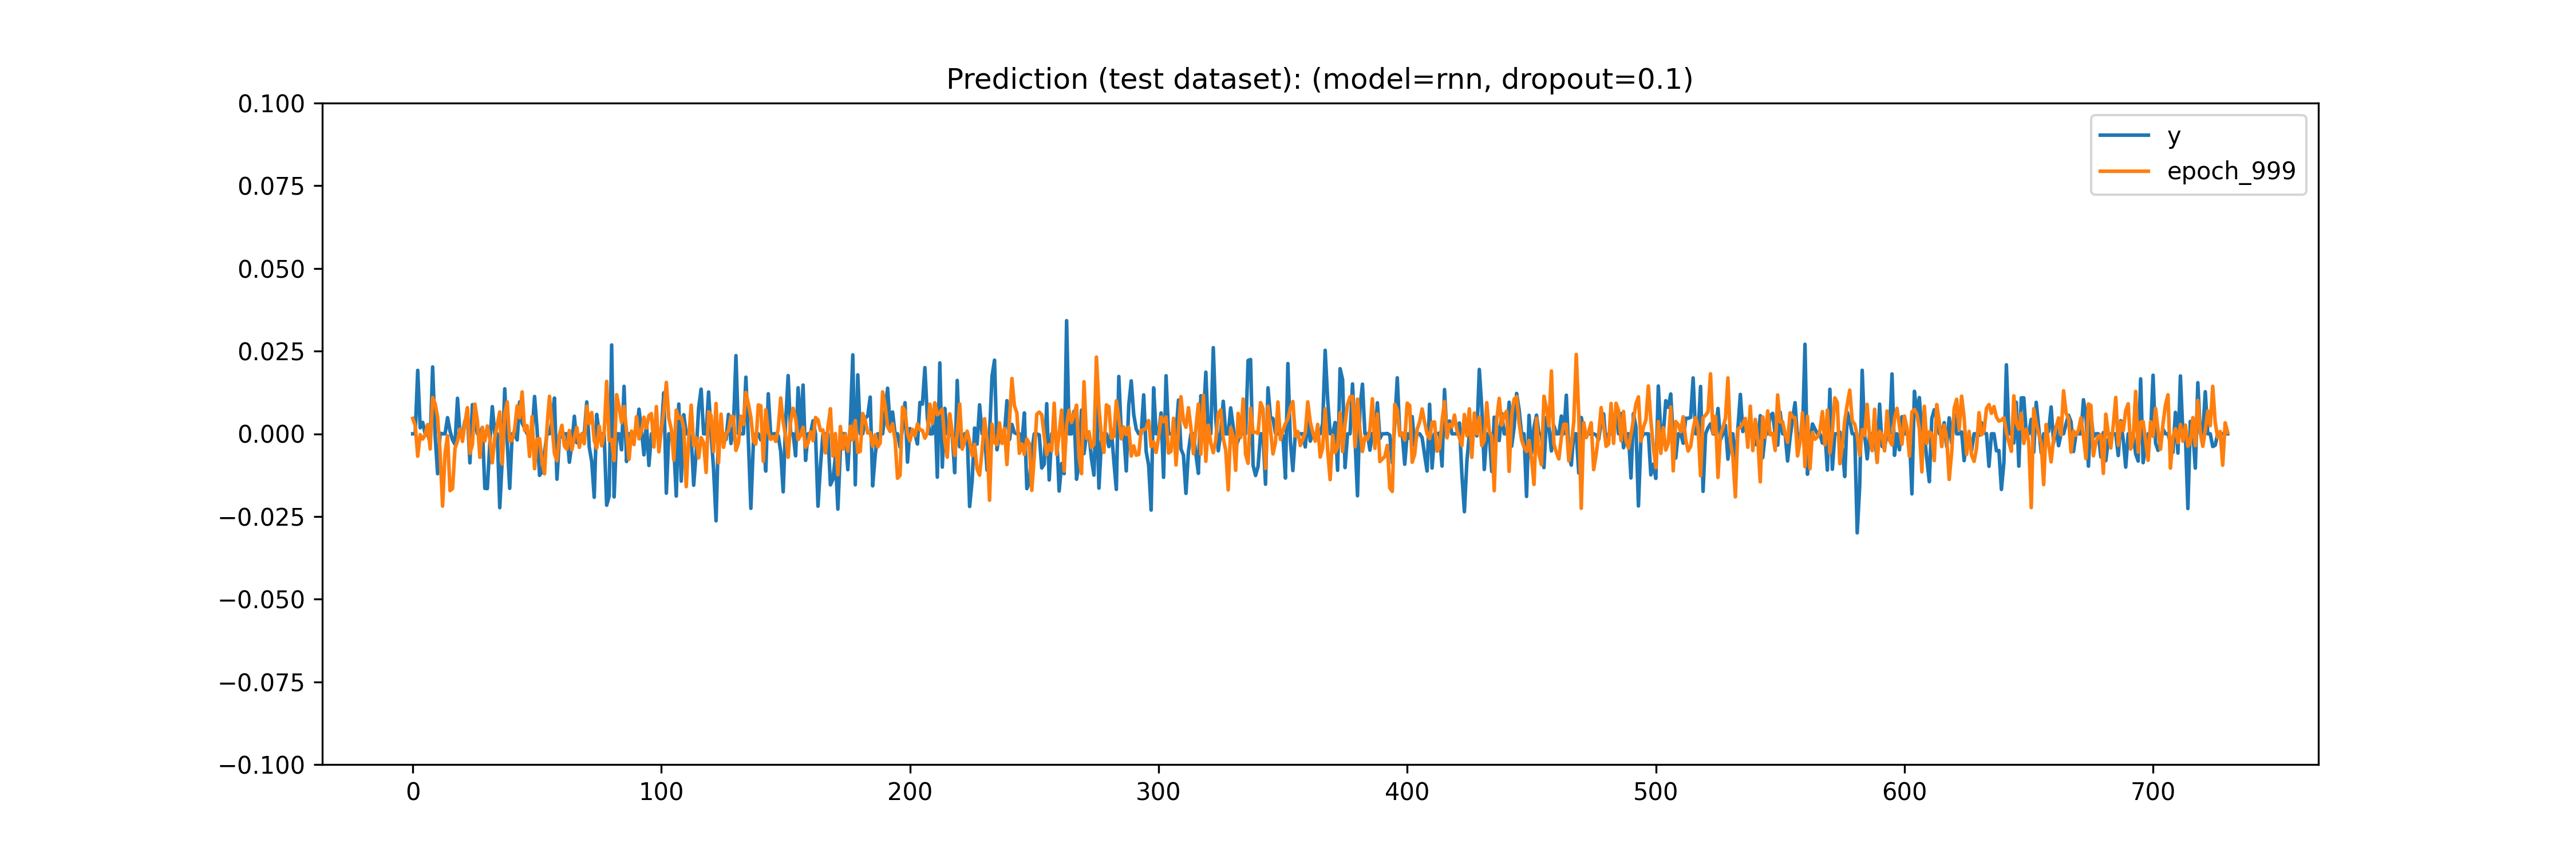 Prediction (test dataset): (model=rnn, dropout=0.1)
y
epoch_999
0.100
0.075
0.050
0.025
0.000
−0.025
−0.050
−0.075
−0.100
0 100 200 300 400 500 600 700